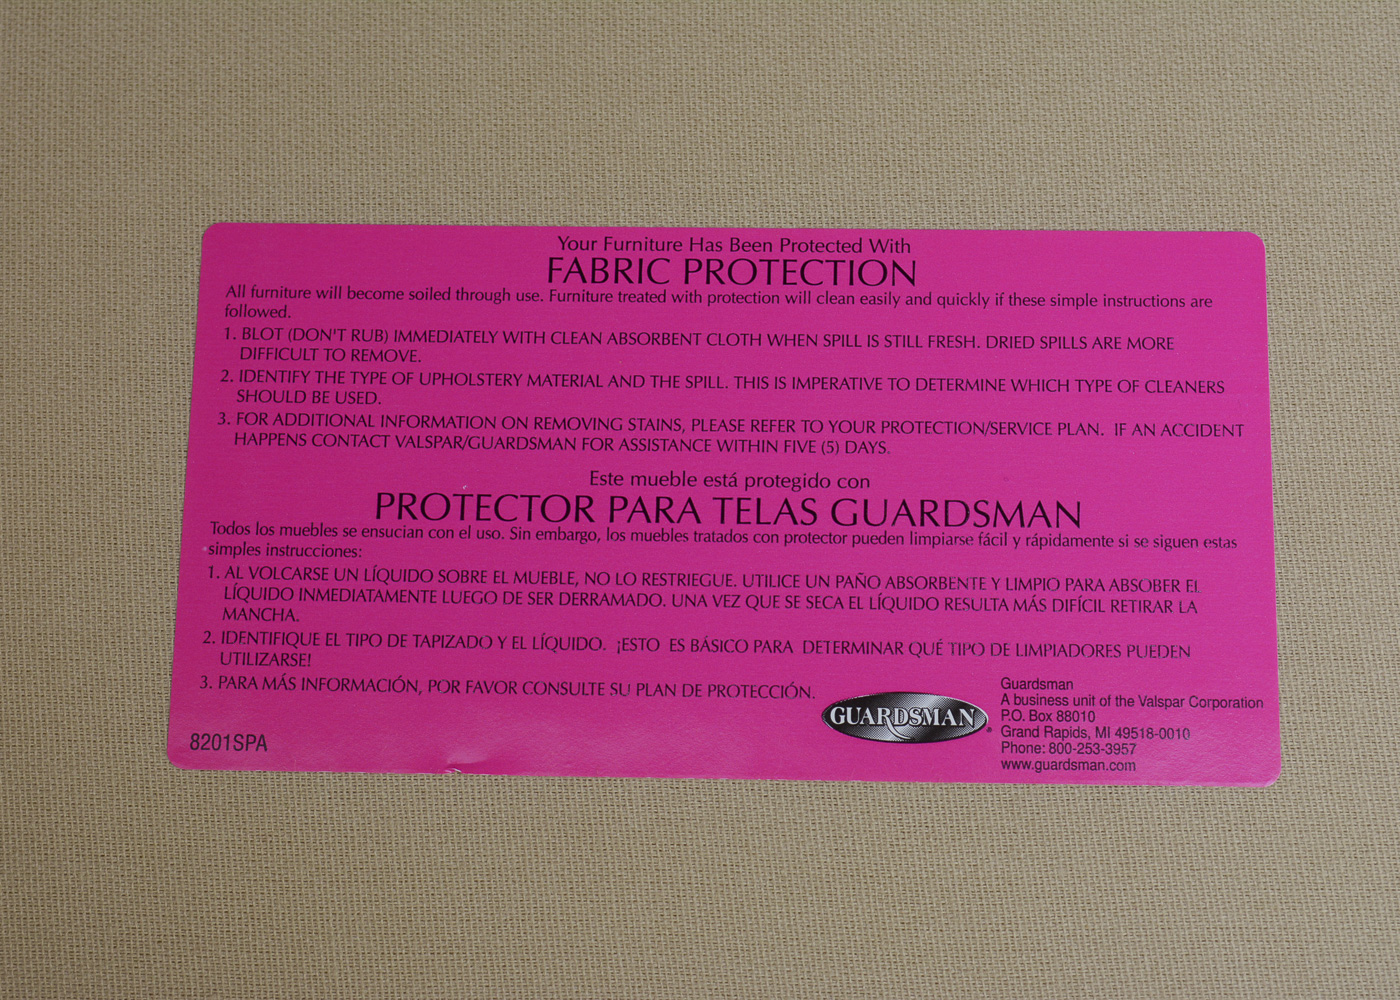 Your Furniture Has Been Protected With
FABRIC PROTECTION
All furniture will become soiled through use. Furniture treated with protection will clean easily and quickly if these simple instructions are
followed.
1. BLOT (DON'T RUB) IMMEDIATELY WITH CLEAN ABSORBENT CLOTH WHEN SPILL IS STILL FRESH. DRIED SPILLS ARE MORE
DIFFICULT TO REMOVE.
2. IDENTIFY THE TYPE OF UPHOLSTERY MATERIAL AND THE SPILL. THIS IS IMPERATIVE TO DETERMINE WHICH TYPE OF CLEANERS
SHOULD BE USED.
3. FOR ADDITIONAL INFORMATION ON REMOVING STAINS, PLEASE REFER TO YOUR PROTECTION/SERVICE PLAN. IF AN ACCIDENT
HAPPENS CONTACT VALSPAR/GUARDSMAN FOR ASSISTANCE WITHIN FIVE (5) DAYS.
Este mueble está protegido con
PROTECTOR PARA TELAS GUARDSMAN
Todos los muebles se ensucian con el uso. Sin embargo, los muebles tratados con protector pueden limpiarse fácil y rápidamente si se siguen estas
simples instrucciones:
1. AL VOLCARSE UN LÍQUIDO SOBRE EL MUEBLE, NO LO RESTRIEGUE. UTILICE UN PAÑO ABSORBENTE Y LIMPIO PARA ABSOBER EL
LÍQUIDO INMEDIATAMENTE LUEGO DE SER DERRAMADO. UNA VEZ QUE SE SECA EL LÍQUIDO RESULTA MÁS DIFÍCIL RETIRAR LA
MANCHA.
2. IDENTIFIQUE EL TIPO DE TAPIZADO Y EL LÍQUIDO. ¡ESTO ES BÁSICO PARA DETERMINAR QUÉ TIPO DE LIMPIADORES PUEDEN
UTILIZARSE!
3. PARA MÁS INFORMACIÓN, POR FAVOR CONSULTE SU PLAN DE PROTECCIÓN.
8201SPA
GUARDSMAN
Guardsman
A business unit of the Valspar Corporation
P.O. Box 88010
Grand Rapids, MI 49518-0010
Phone: 800-253-3957
www.guardsman.com